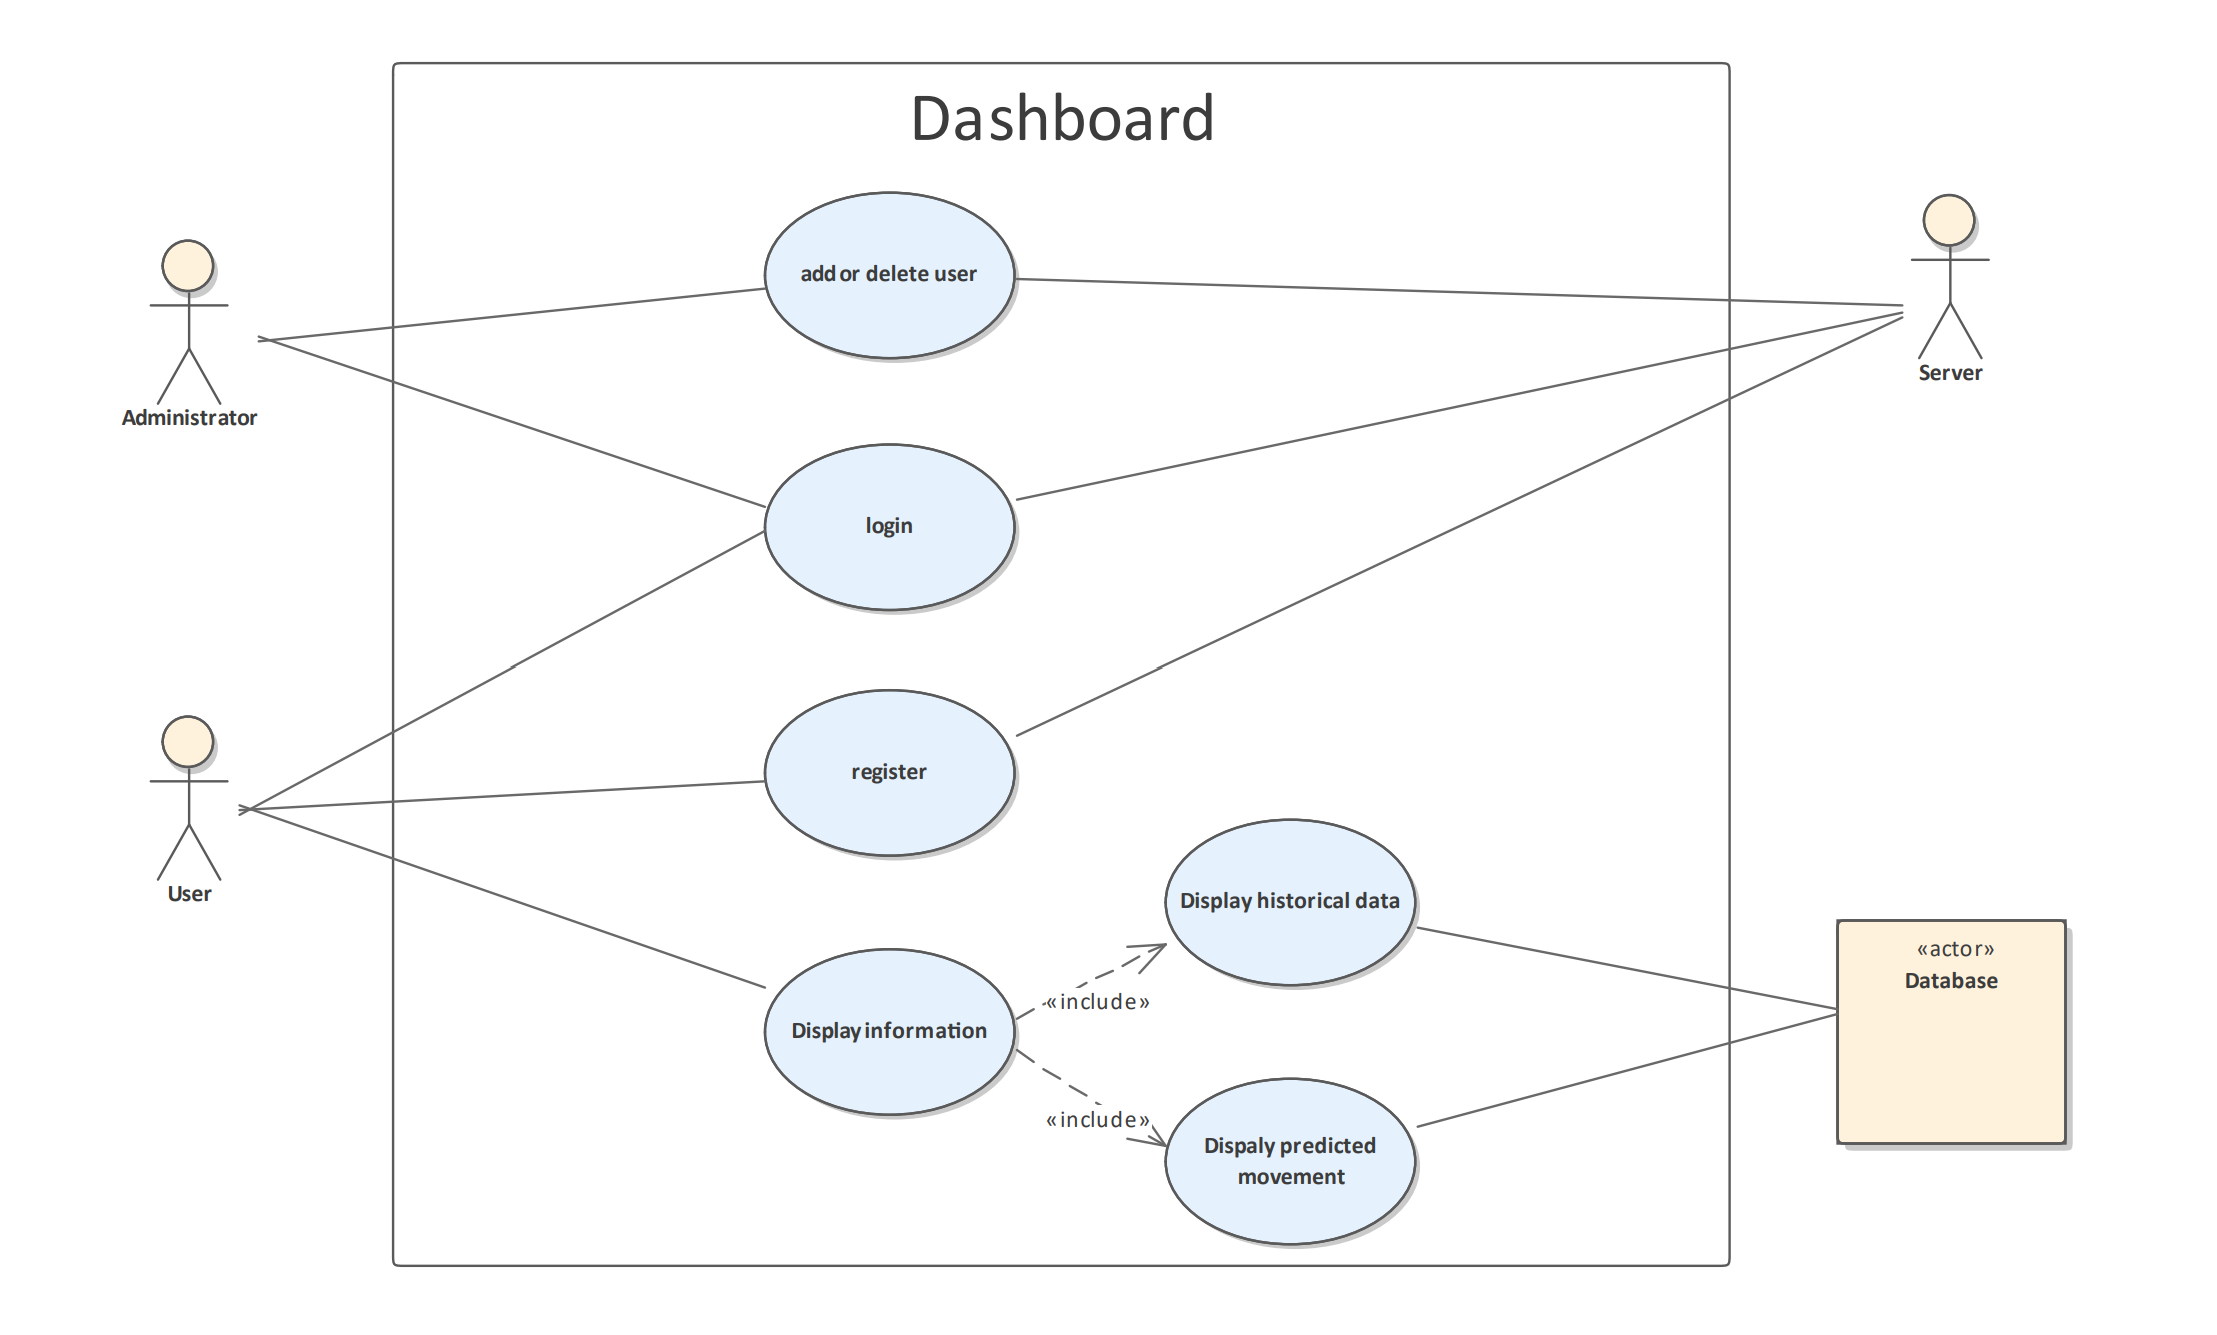 Dashboard
add or delete user
Administrator
Server
login
register
User
Display historical data
«actor»
Database
«include»
Display information
«include»
Dispaly predicted
movement